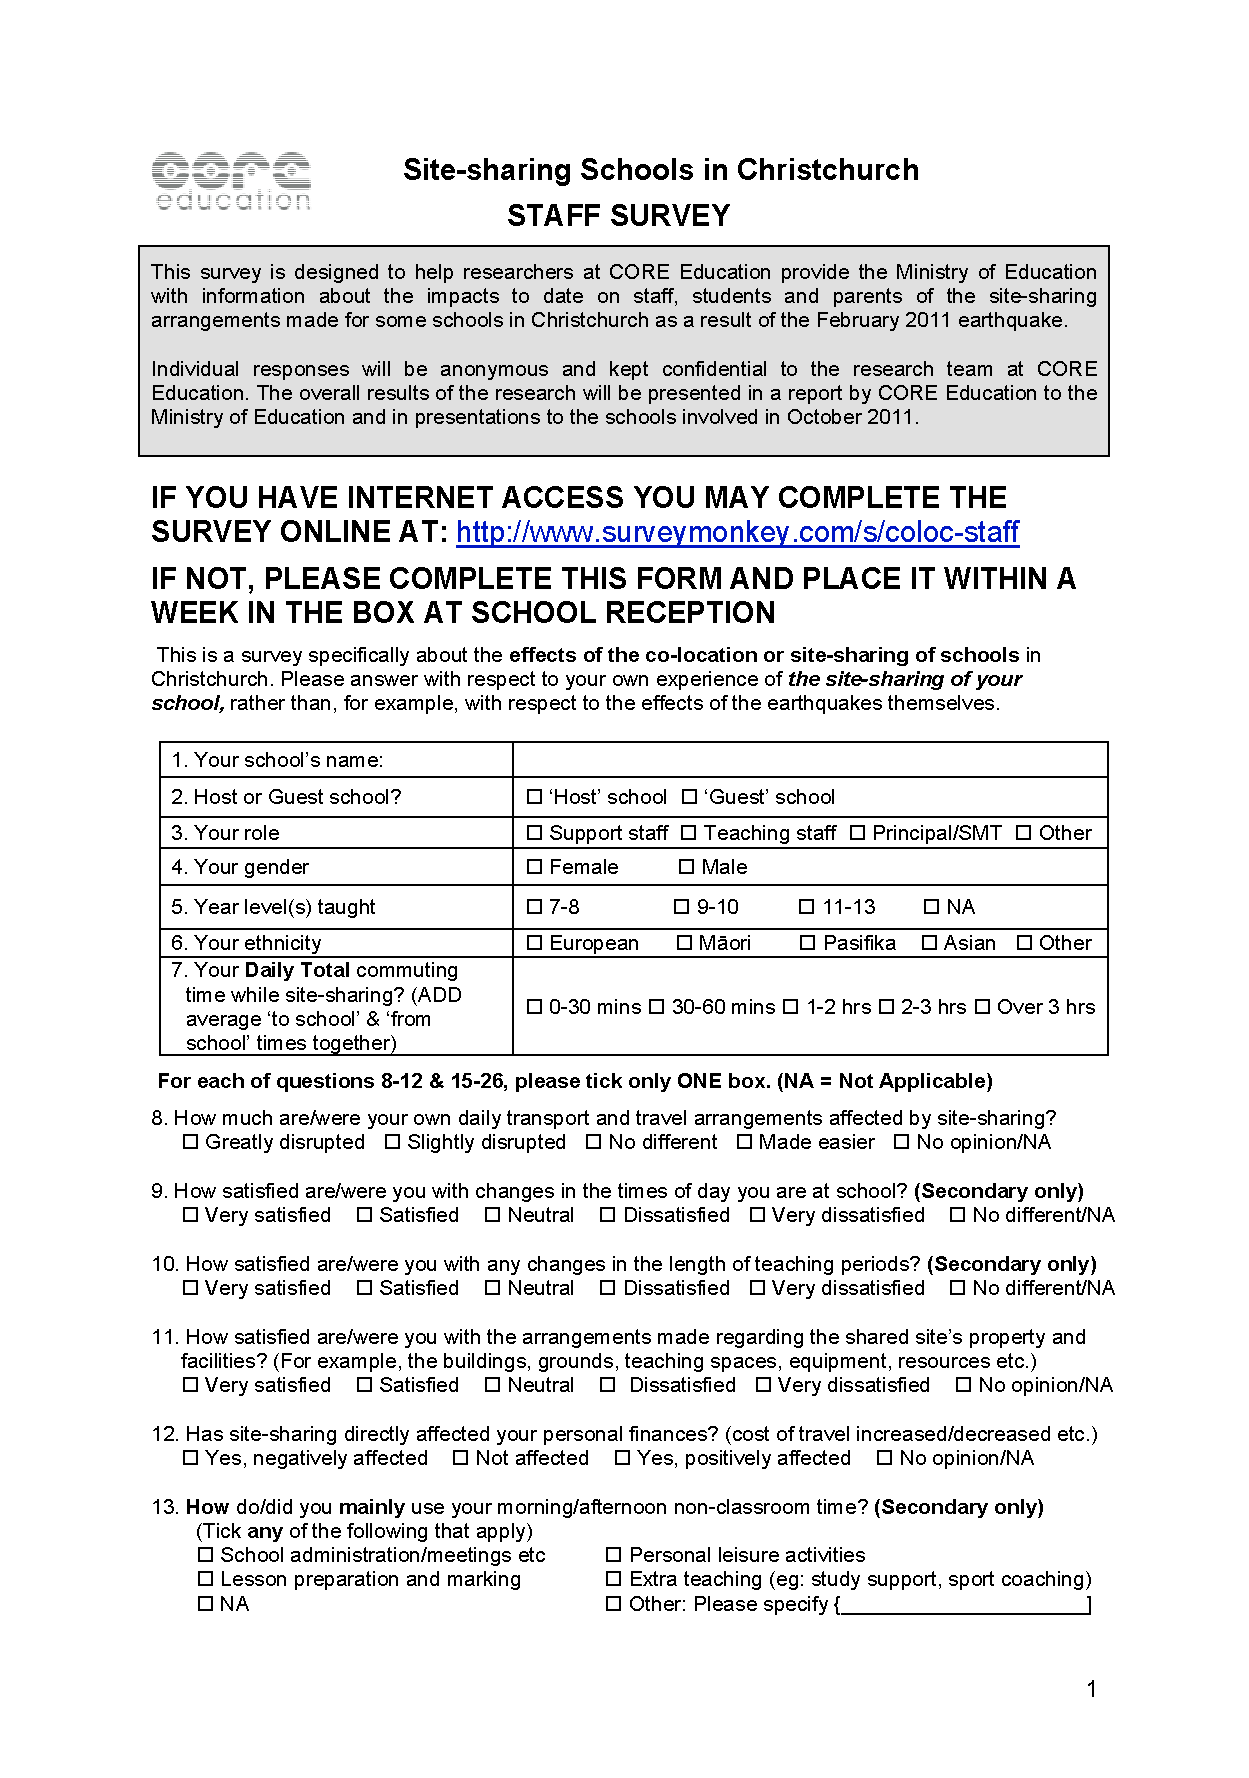 CORE
education
Site-sharing Schools in Christchurch
STAFF SURVEY
This survey is designed to help researchers at CORE Education provide the Ministry of Education
with information about the impacts to date on staff, students and parents of the site-sharing
arrangements made for some schools in Christchurch as a result of the February 2011 earthquake.
Individual responses will be anonymous and kept confidential to the research team at CORE
Education. The overall results of the research will be presented in a report by CORE Education to the
Ministry of Education and in presentations to the schools involved in October 2011.
IF YOU HAVE INTERNET ACCESS YOU MAY COMPLETE THE
SURVEY ONLINE AT: http://www.surveymonkey.com/s/coloc-staff
IF NOT, PLEASE COMPLETE THIS FORM AND PLACE IT WITHIN A
WEEK IN THE BOX AT SCHOOL RECEPTION
This is a survey specifically about the effects of the co-location or site-sharing of schools in
Christchurch. Please answer with respect to your own experience of the site-sharing of your
school, rather than, for example, with respect to the effects of the earthquakes themselves.
1. Your school’s name:
2. Host or Guest school? □ ‘Host’ school □ ‘Guest’ school
3. Your role □ Support staff □ Teaching staff □ Principal/SMT □ Other
4. Your gender □ Female □ Male
5. Year level(s) taught □ 7-8 □ 9-10 □ 11-13 □ NA
6. Your ethnicity □ European □ Māori □ Pasifika □ Asian □ Other
7. Your Daily Total commuting
time while site-sharing? (ADD
average ‘to school’ & ‘from
school’ times together)
□ 0-30 mins □ 30-60 mins □ 1-2 hrs □ 2-3 hrs □ Over 3 hrs
For each of questions 8-12 & 15-26, please tick only ONE box. (NA = Not Applicable)
8. How much are/were your own daily transport and travel arrangements affected by site-sharing?
□ Greatly disrupted □ Slightly disrupted □ No different □ Made easier □ No opinion/NA
9. How satisfied are/were you with changes in the times of day you are at school? (Secondary only)
□ Very satisfied □ Satisfied □ Neutral □ Dissatisfied □ Very dissatisfied □ No different/NA
10. How satisfied are/were you with any changes in the length of teaching periods? (Secondary only)
□ Very satisfied □ Satisfied □ Neutral □ Dissatisfied □ Very dissatisfied □ No different/NA
11. How satisfied are/were you with the arrangements made regarding the shared site’s property and
facilities? (For example, the buildings, grounds, teaching spaces, equipment, resources etc.)
□ Very satisfied □ Satisfied □ Neutral □ Dissatisfied □ Very dissatisfied □ No opinion/NA
12. Has site-sharing directly affected your personal finances? (cost of travel increased/decreased etc.)
□ Yes, negatively affected □ Not affected □ Yes, positively affected □ No opinion/NA
13. How do/did you mainly use your morning/afternoon non-classroom time? (Secondary only)
(Tick any of the following that apply)
□ School administration/meetings etc □ Personal leisure activities
□ Lesson preparation and marking □ Extra teaching (eg: study support, sport coaching)
□ NA □ Other: Please specify {______________________]
1